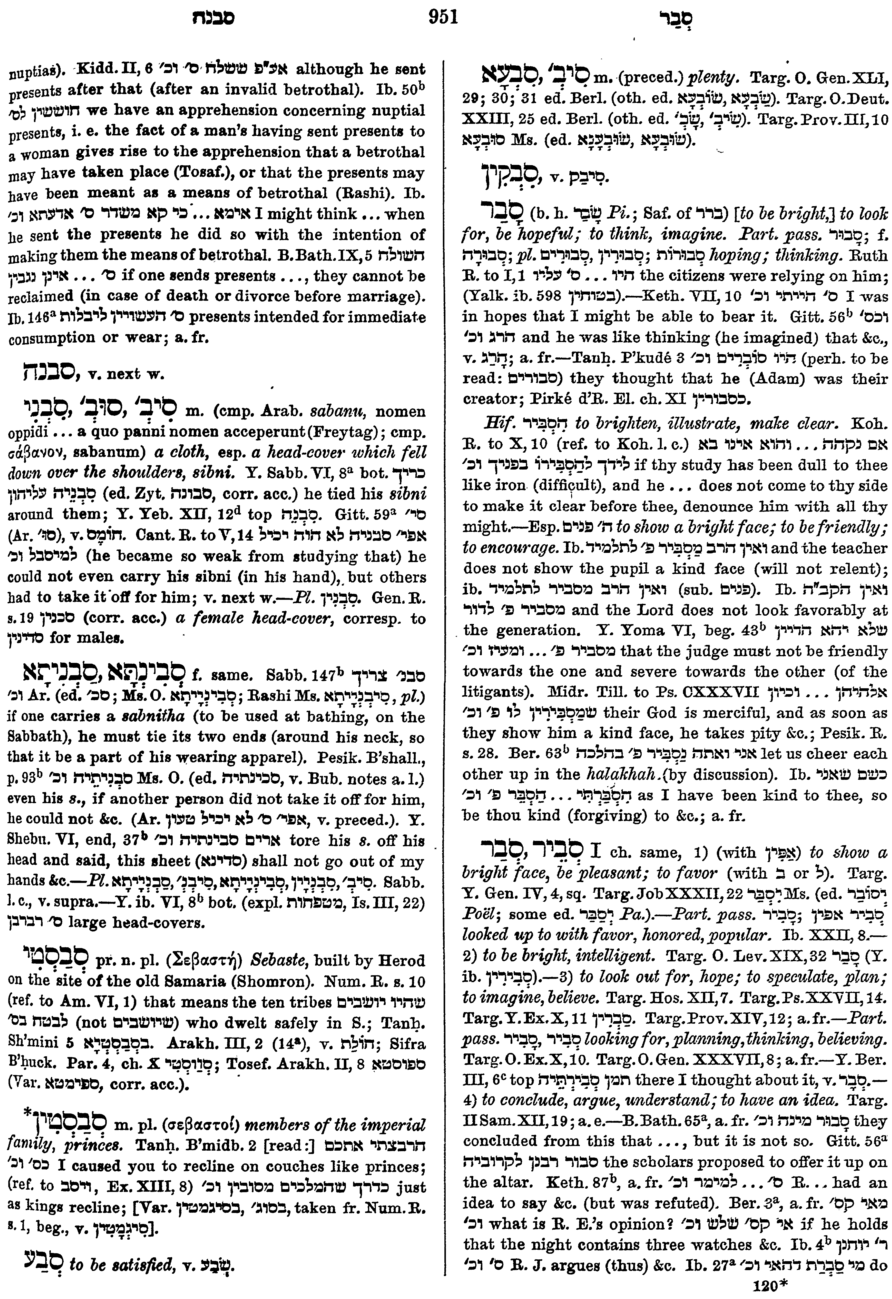 סבנה 951 סָבַר
nuptias). Kidd. II, 6 אע״פ ששלח ס׳ וכ׳ although he sent
presents after that (after an invalid betrothal). Ib. 50ᵇ
חוששין לס׳ we have an apprehension concerning nuptial
presents, i. e. the fact of a man's having sent presents to
a woman gives rise to the apprehension that a betrothal
may have taken place (Tosaf.), or that the presents may
have been meant as a means of betrothal (Rashi). Ib.
אימא ... כי קא משדר ס׳ אדעתא וכ׳ I might think ... when
he sent the presents he did so with the intention of
making them the means of betrothal. B. Bath. IX, 5 השולח
ס׳ ... אינן נגבין if one sends presents ..., they cannot be
reclaimed (in case of death or divorce before marriage).
Ib. 146ᵃ ס׳ העשויין ליבלות presents intended for immediate
consumption or wear; a. fr.
סבנה, v. next w.
סִיבְ׳, סוּבְ׳, סִבְנִי m. (cmp. Arab. sabanu, nomen
oppidi ... a quo panni nomen acceperunt (Freytag); cmp.
σάβανον, sabanum) a cloth, esp. a head-cover which fell
down over the shoulders, sibni. Y. Sabb. VI, 8ᵃ bot. כריך
סִבְנֵיה עליהון (ed. Zyt. סבונה, corr. acc.) he tied his sibni
around them; Y. Yeb. XII, 12ᵈ top סִבְנֵה. Gitt. 59ᵃ סי׳
(Ar. סו׳), v. חוֹמֶס. Cant. R. to V, 14 אפי׳ סבניה לא הוה יכיל
למיסבל וכ׳ (he became so weak from studying that) he
could not even carry his sibni (in his hand), but others
had to take it off for him; v. next w.—Pl. סִבְנִין. Gen. R.
s. 19 סכנין (corr. acc.) a female head-cover, corresp. to
סדינין for males.
סְבִינְתָּא, סַבְנִיתָא f. same. Sabb. 147ᵇ סבנ׳ צריך
וכ׳ Ar. (ed. סכ׳; Ms. O. סְבִינְיָיתָא; Rashi Ms. סִיבְנְיָיתָא, pl.)
if one carries a sabnitha (to be used at bathing, on the
Sabbath), he must tie its two ends (around his neck, so
that it be a part of his wearing apparel). Pesik. B'shall.,
p. 93ᵇ סבניתיה וכ׳ Ms. O. (ed. סכינתיה, v. Bub. notes a. l.)
even his s., if another person did not take it off for him,
he could not &c. (Ar. אפי׳ ס׳ לא יכיל טעון, v. preced.). Y.
Shebu. VI, end, 37ᵇ ארים סבינתיה וכ׳ tore his s. off his
head and said, this sheet (סדינא) shall not go out of my
hands &c.—Pl. סִיבְ׳, סַבְנְיָן, סְבִינְיָיתָא, סִיבְנְ׳, סַבְנְיָיתָא. Sabb.
l. c., v. supra.—Y. ib. VI, 8ᵇ bot. (expl. מטפחות, Is. III, 22)
ס׳ רברבן large head-covers.
סְבַסְטִי pr. n. pl. (Σεβαστή) Sebaste, built by Herod
on the site of the old Samaria (Shomron). Num. R. s. 10
(ref. to Am. VI, 1) that means the ten tribes שהיו יושבים
לבטח בס׳ (not שיושבים) who dwelt safely in S.; Tanḥ.
Sh'mini 5 בסְבַסְטְיָא. Arakh. III, 2 (14ᵃ), v. חוֹלַת; Sifra
B'ḥuck. Par. 4, ch. X סְוַוסְטֵי; Tosef. Arakh. II, 8 ספוסטא
(Var. ספימטא, corr. acc.).
*סְבַסְטִין m. pl. (σεβαστοί) members of the imperial
family, princes. Tanḥ. B'midb. 2 [read:] הרבצתי אתכם
כס׳ וכ׳ I caused you to recline on couches like princes;
(ref. to ויסב, Ex. XIII, 8) כדרך שהמלכים מסובין וכ׳ just
as kings recline; [Var. בסוג׳, בסיגמטין, taken fr. Num. R.
s. 1, beg., v. סִיגְמָטִין].
סְבַע to be satisfied, v. שְׂבַע.
סִיבְ׳, סִבְעָא m. (preced.) plenty. Targ. O. Gen. XLI,
29; 30; 31 ed. Berl. (oth. ed. שׂוֹבְעָא, שִׂבְעָא). Targ. O. Deut.
XXXIII, 25 ed. Berl. (oth. ed. שִׂיבְ׳, שָׂבְ׳). Targ. Prov. III, 10
סוּבְעָא Ms. (ed. שׂוּבְעָא, שׂוּבְעָנָא).
סִבְקִין, v. סִיבָק.
סָבַר (b. h. שָׂבַר Pi.; Saf. of ברר) [to be bright,] to look
for, be hopeful; to think, imagine. Part. pass. סָבוּר; f.
סְבוּרָה; pl. סְבוּרִים, סְבוּרִין; סְבוּרוֹת hoping; thinking. Ruth
R. to I, 1 היו ... ס׳ עליו the citizens were relying on him;
(Yalk. ib. 598 בטוחין).—Keth. VII, 10 ס׳ הייתי וכ׳ I was
in hopes that I might be able to bear it. Gitt. 56ᵇ וכס׳
הרג וכ׳ and he was like thinking (he imagined) that &c.,
v. הָרַג; a. fr.—Tanḥ. P'kudé 3 היו סוֹבְרִים וכ׳ (perh. to be
read: סבורים) they thought that he (Adam) was their
creator; Pirké d'R. El. ch. XI כסבורין.
Hif. הִסְבִּיר to brighten, illustrate, make clear. Koh.
R. to X, 10 (ref. to Koh. l. c.) אם נקהה ... והוא אינו בא
לידך להַסְבִּירוֹ בפניך וכ׳ if thy study has been dull to thee
like iron (difficult), and he ... does not come to thy side
to make it clear before thee, denounce him with all thy
might.—Esp. ה׳ פנים to show a bright face; to be friendly;
to encourage. Ib. ואין הרב מַסְבִּיר פ׳ לתלמיד and the teacher
does not show the pupil a kind face (will not relent);
ib. ואין הרב מסביר לתלמיד (sub. פנים). Ib. ואין הקב״ה
מסביר פ׳ לדור and the Lord does not look favorably at
the generation. Y. Yoma VI, beg. 43ᵇ שלא יהא הדיין
מסביר פ׳ ... ומעיז וכ׳ that the judge must not be friendly
towards the one and severe towards the other (of the
litigants). Midr. Till. to Ps. CXXXVII אלהיהן ... וכיון
שמַסְבִּירִין לו פ׳ וכ׳ their God is merciful, and as soon as
they show him a kind face, he takes pity &c.; Pesik. R.
s. 28. Ber. 63ᵇ אני ואתה נַסְבִּיר פ׳ בהלכה let us cheer each
other up in the halakhah (by discussion). Ib. כשם שאני
הִסְבַּרְתִּי ... הַסְבֵּר פ׳ וכ׳ as I have been kind to thee, so
be thou kind (forgiving) to &c.; a. fr.
סְבֵיר, סְבַר I ch. same, 1) (with אַפִּין) to show a
bright face, be pleasant; to favor (with ב or ל). Targ.
Y. Gen. IV, 4, sq. Targ. Job XXXII, 22 יְסַבַּר Ms. (ed. יְסוֹבַר
Poël; some ed. יְסַבֵּר Pa.).—Part. pass. סְבִיר; סְבִיר אפין
looked up to with favor, honored, popular. Ib. XXII, 8.—
2) to be bright, intelligent. Targ. O. Lev. XIX, 32 סָבַר (Y.
ib. סְבִירִין).—3) to look out for, hope; to speculate, plan;
to imagine, believe. Targ. Hos. XII, 7. Targ. Ps. XXVII, 14.
Targ. Y. Ex. X, 11 סַבְרִין. Targ. Prov. XIV, 12; a. fr.—Part.
pass. סְבִיר, סְבִירָ׳ looking for, planning, thinking, believing.
Targ. O. Ex. X, 10. Targ. O. Gen. XXXVII, 8; a. fr.—Y. Ber.
III, 6ᶜ top תמן סְבִירְתֵּיהּ there I thought about it, v. סְבָר.—
4) to conclude, argue, understand; to have an idea. Targ.
II Sam. XII, 19; a. e.—B. Bath. 65ᵃ, a. fr. סבוּר מינה וכ׳ they
concluded from this that ..., but it is not so. Gitt. 56ᵃ
סבור רבנן לקרוביה the scholars proposed to offer it up on
the altar. Keth. 87ᵇ, a. fr. ס׳ ... למימר וכ׳ R. ... had an
idea to say &c. (but was refuted). Ber. 3ᵃ, a. fr. מאי קס׳
וכ׳ what is R. E.'s opinion? אי קס׳ שלש וכ׳ if he holds
that the night contains three watches &c. Ib. 4ᵇ ר׳ יוחנן
ס׳ וכ׳ R. J. argues (thus) &c. Ib. 27ᵃ מי סָבְרַת דהאי וכ׳ do
120*